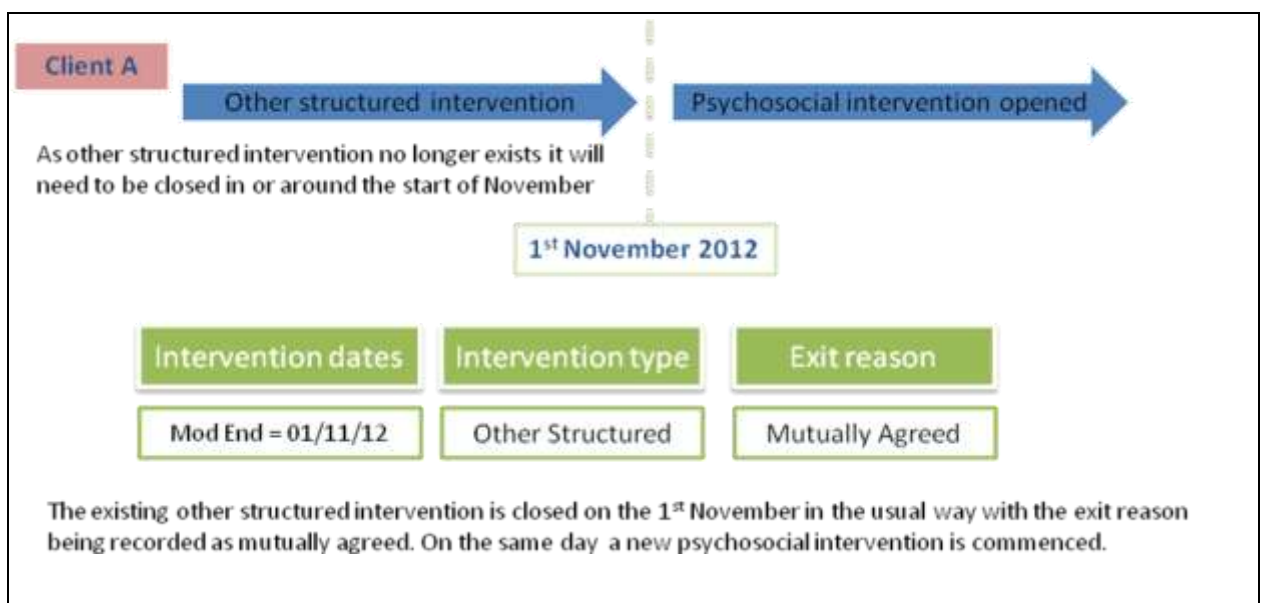 Client A
Other structured intervention
Psychosocial intervention opened
As other structured intervention no longer exists it will
need to be closed in or around the start of November
1st November 2012
Intervention dates
Intervention type
Exit reason
Mod End = 01/11/12
Other Structured
Mutually Agreed
The existing other structured intervention is closed on the 1st November in the usual way with the exit reason
being recorded as mutually agreed. On the same day a new psychosocial intervention is commenced.